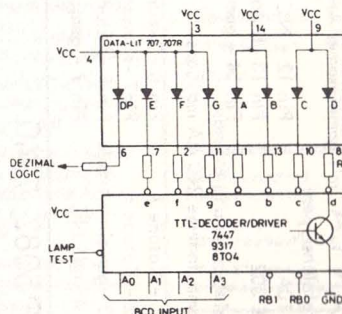 VCC VCC VCC
3 14 9
DATA-LIT 707, 707R
VCC 4
DP E F G A B C D
6 7 2 11 1 13 10 8
R
DEZIMAL
LOGIC
e f g a b c d
VCC
TTL-DECODER/DRIVER
7447
9317
8T04
LAMP
TEST
A0 A1 A2 A3 RB1 RB0 GND
BCD INPUT